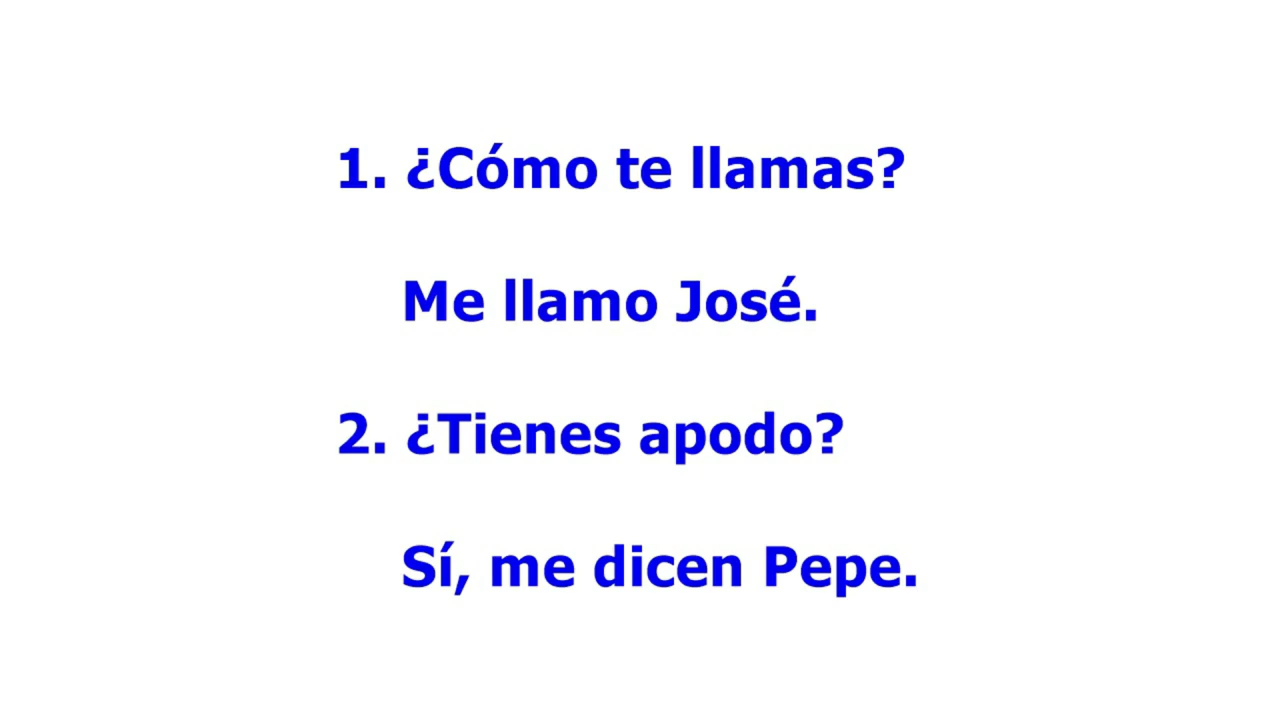 1. ¿Cómo te llamas?
Me llamo José.
2. ¿Tienes apodo?
Sí, me dicen Pepe.